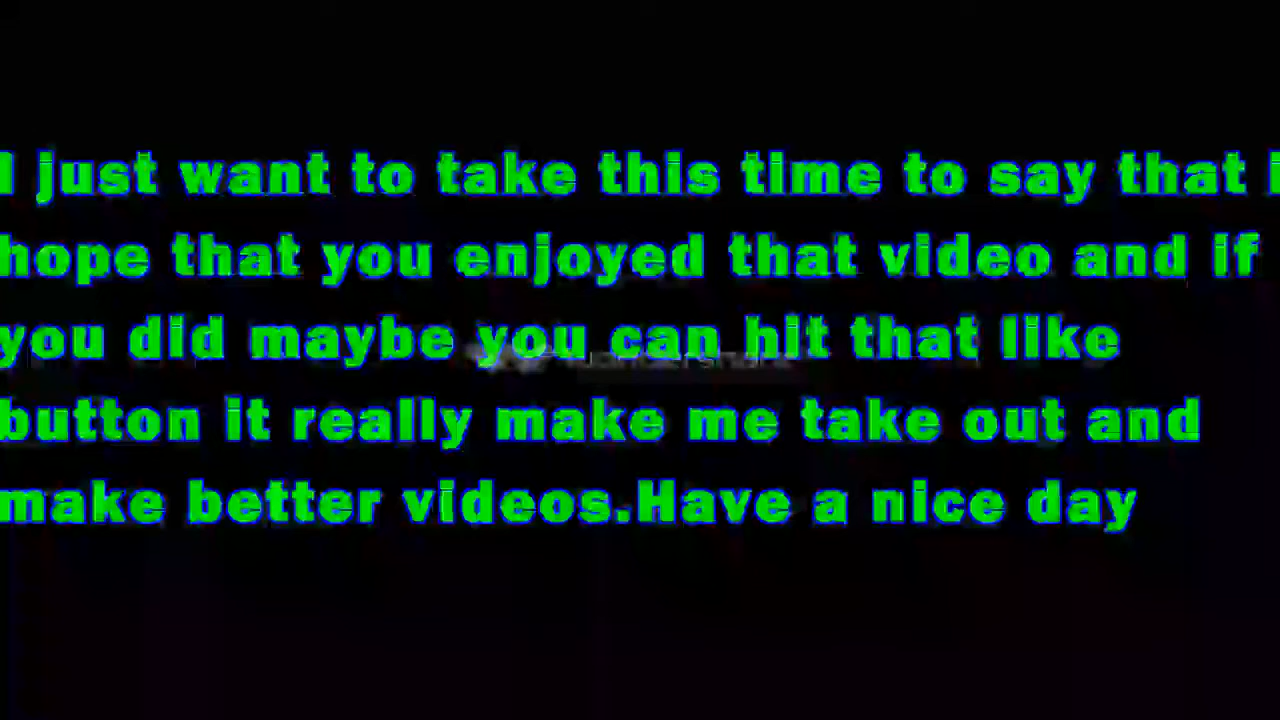 I just want to take this time to say that i
hope that you enjoyed that video and if
you did maybe you can hit that like
button it really make me take out and
make better videos.Have a nice day
wondershare